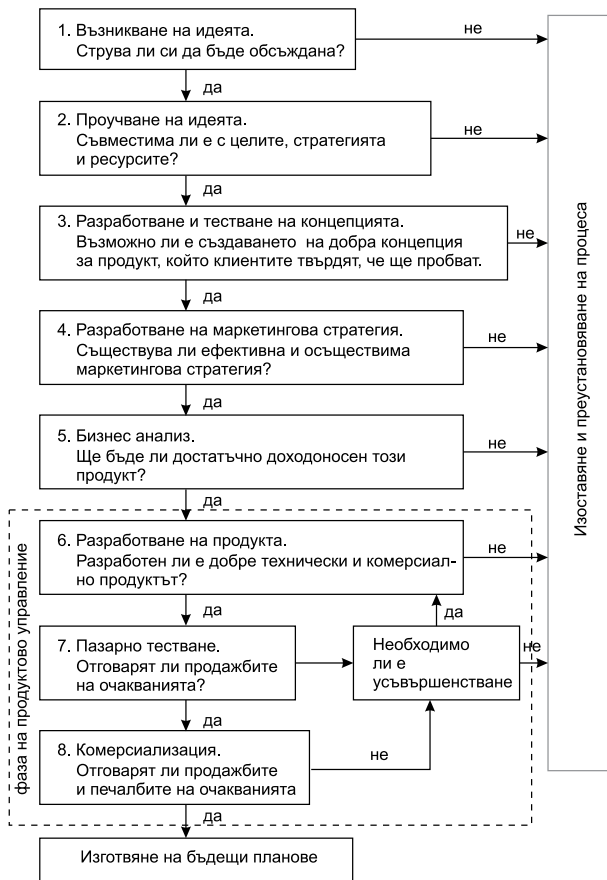 1. Възникване на идеята.
Струва ли си да бъде обсъждана?
не
да
2. Проучване на идеята.
Съвместима ли е с целите, стратегията
и ресурсите?
не
да
3. Разработване и тестване на концепцията.
Възможно ли е създаването на добра концепция
за продукт, който клиентите твърдят, че ще пробват.
не
да
4. Разработване на маркетингова стратегия.
Съществува ли ефективна и осъществима
маркетингова стратегия?
не
да
5. Бизнес анализ.
Ще бъде ли достатъчно доходоносен този
продукт?
не
да
6. Разработване на продукта.
Разработен ли е добре технически и комерсиал-
но продуктът?
не
да
да
7. Пазарно тестване.
Отговарят ли продажбите
на очакванията?
Необходимо
ли е
усъвършенстване
не
да
8. Комерсиализация.
Отговарят ли продажбите
и печалбите на очакванията
не
да
Изготвяне на бъдещи планове
фаза на продуктово управление
Изоставяне и преустановяване на процеса